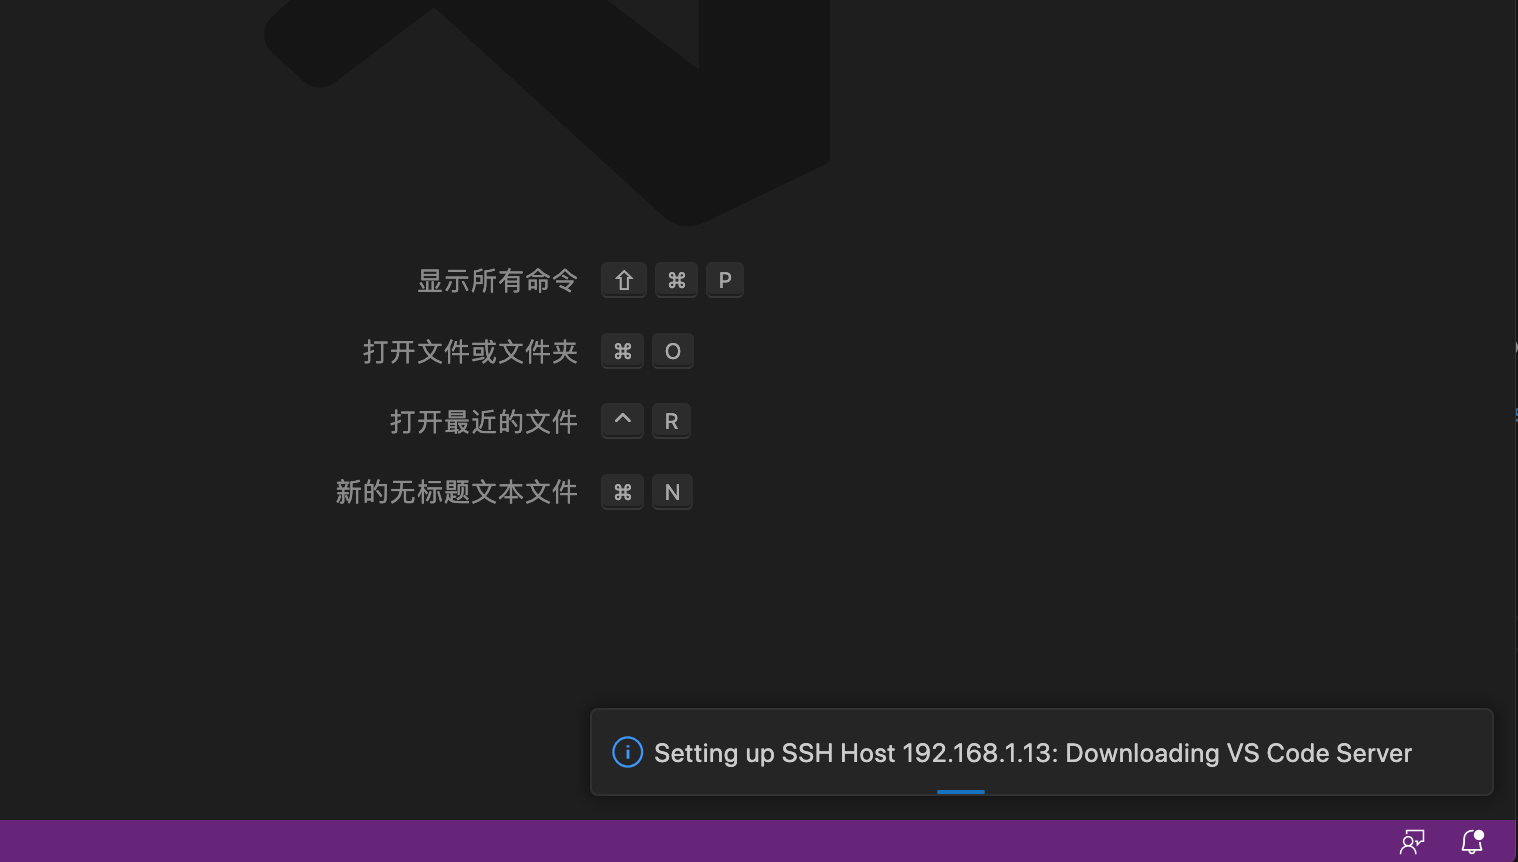 显示所有命令 ⇧ ⌘ P
打开文件或文件夹 ⌘ O
打开最近的文件 ^ R
新的无标题文本文件 ⌘ N
Setting up SSH Host 192.168.1.13: Downloading VS Code Server